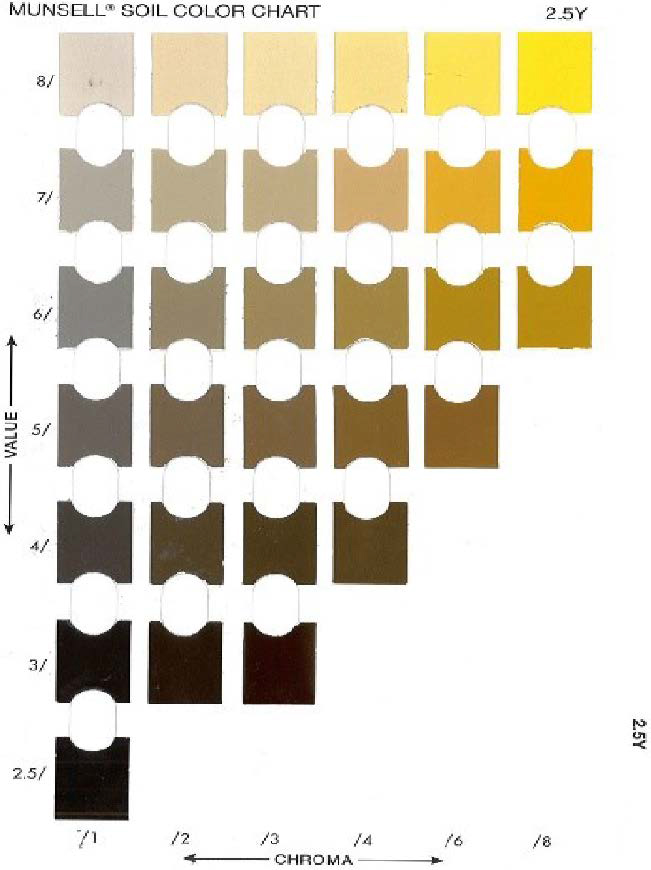 MUNSELL® SOIL COLOR CHART 2.5Y
8/
7/
6/
VALUE
5/
4/
3/
2.5Y
2.5/
/1 /2 /3 /4 /6 /8
CHROMA